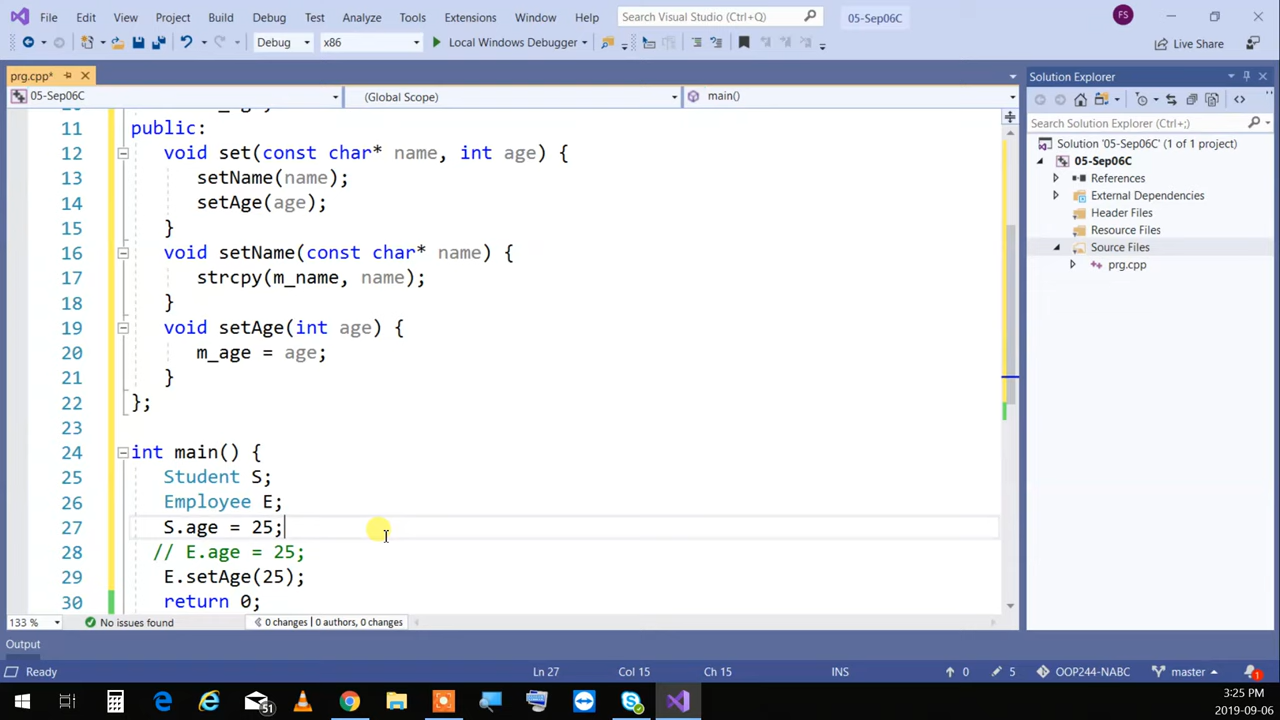 File Edit View Project Build Debug Test Analyze Tools Extensions Window Help Search Visual Studio (Ctrl+Q) 05-Sep06C FS
Debug x86 Local Windows Debugger Live Share
prg.cpp* Solution Explorer
05-Sep06C (Global Scope) main()
Search Solution Explorer (Ctrl+;)
Solution '05-Sep06C' (1 of 1 project)
05-Sep06C
References
External Dependencies
Header Files
Resource Files
Source Files
prg.cpp
11 public:
12 void set(const char* name, int age) {
13 setName(name);
14 setAge(age);
15 }
16 void setName(const char* name) {
17 strcpy(m_name, name);
18 }
19 void setAge(int age) {
20 m_age = age;
21 }
22 };
23
24 int main() {
25 Student S;
26 Employee E;
27 S.age = 25;
28 // E.age = 25;
29 E.setAge(25);
30 return 0;
133 % No issues found 0 changes | 0 authors, 0 changes
Output
Ready Ln 27 Col 15 Ch 15 INS 0 5 OOP244-NABC master 1
51
3:25 PM
2019-09-06